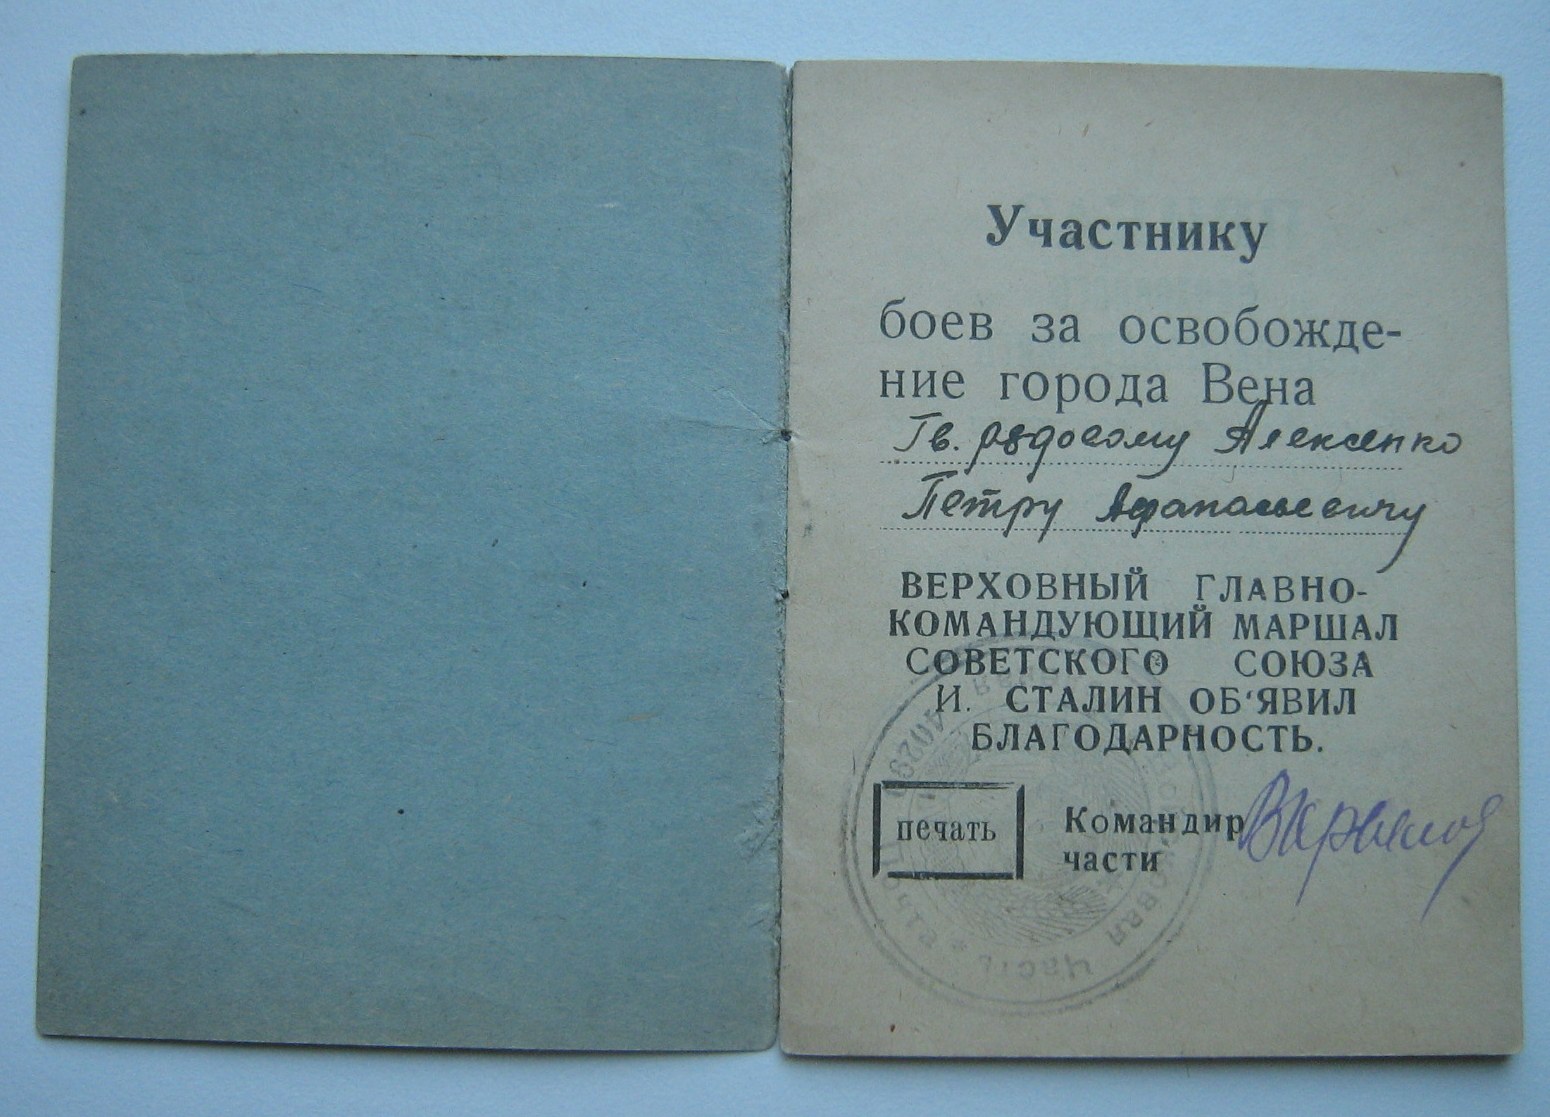 Участнику
боев за освобожде-
ние города Вена
Гв. рядовому Алексенко
Петру Афанасьевичу
ВЕРХОВНЫЙ ГЛАВНО-
КОМАНДУЮЩИЙ МАРШАЛ
СОВЕТСКОГО СОЮЗА
И. СТАЛИН ОБ'ЯВИЛ
БЛАГОДАРНОСТЬ.
печать
Командир
части